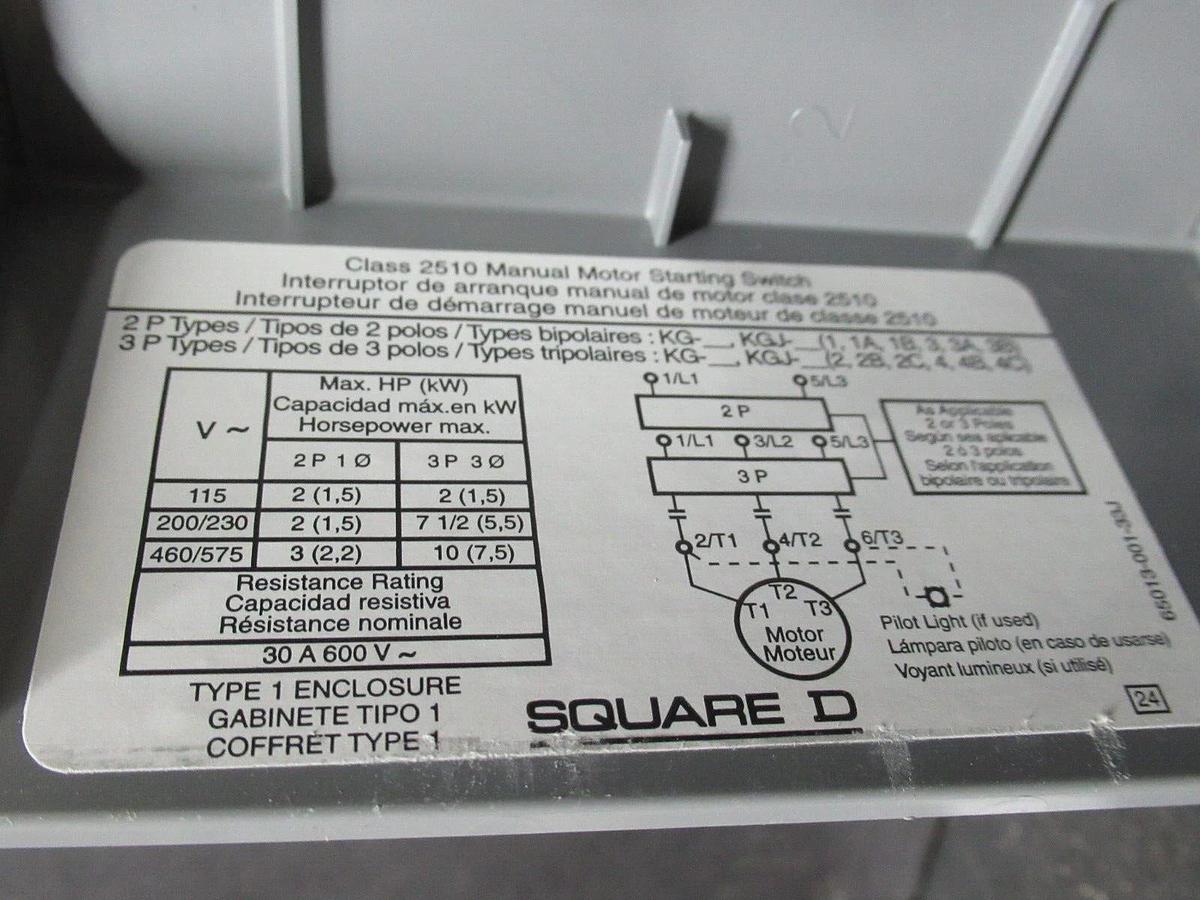 2
Class 2510 Manual Motor Starting Switch
Interruptor de arranque manual de motor clase 2510
Interrupteur de démarrage manuel de moteur de classe 2510
2 P Types / Tipos de 2 polos / Types bipolaires : KG-__, KGJ-__(1, 1A, 1B, 3, 3A, 3B)
3 P Types / Tipos de 3 polos / Types tripolaires : KG-__, KGJ-__(2, 2B, 2C, 4, 4B, 4C)
V ~
Max. HP (kW)
Capacidad máx.en kW
Horsepower max.
2 P 1 Ø 3 P 3 Ø
115 2 (1,5) 2 (1,5)
200/230 2 (1,5) 7 1/2 (5,5)
460/575 3 (2,2) 10 (7,5)
Resistance Rating
Capacidad resistiva
Résistance nominale
30 A 600 V ~
TYPE 1 ENCLOSURE
GABINETE TIPO 1
COFFRET TYPE 1
1/L1 5/L3
2 P
1/L1 3/L2 5/L3
3 P
As Applicable
2 or 3 Poles
Según sea aplicable
2 ó 3 polos
Selon l'application
bipolaire ou tripolaire
2/T1 4/T2 6/T3
T1 T2 T3
Motor
Moteur
Pilot Light (if used)
Lámpara piloto (en caso de usarse)
Voyant lumineux (si utilisé)
SQUARE D
24
65013-001-39J